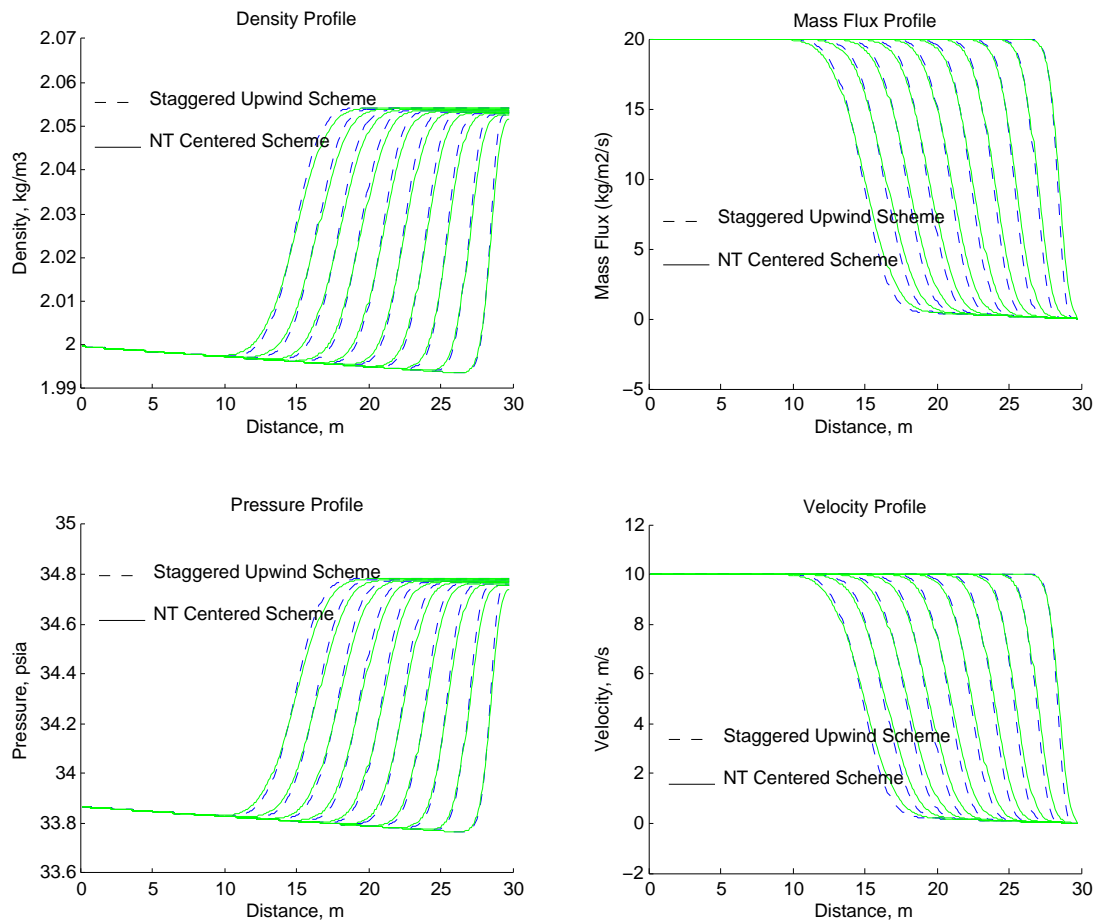 Density Profile
2.07
2.06
2.05
2.04
2.03
2.02
2.01
2
1.99
Density, kg/m3
Staggered Upwind Scheme
NT Centered Scheme
0 5 10 15 20 25 30
Distance, m
Mass Flux Profile
20
15
10
5
0
−5
Mass Flux (kg/m2/s)
Staggered Upwind Scheme
NT Centered Scheme
0 5 10 15 20 25 30
Distance, m
Pressure Profile
35
34.8
34.6
34.4
34.2
34
33.8
33.6
Pressure, psia
Staggered Upwind Scheme
NT Centered Scheme
0 5 10 15 20 25 30
Distance, m
Velocity Profile
12
10
8
6
4
2
0
−2
Velocity, m/s
Staggered Upwind Scheme
NT Centered Scheme
0 5 10 15 20 25 30
Distance, m